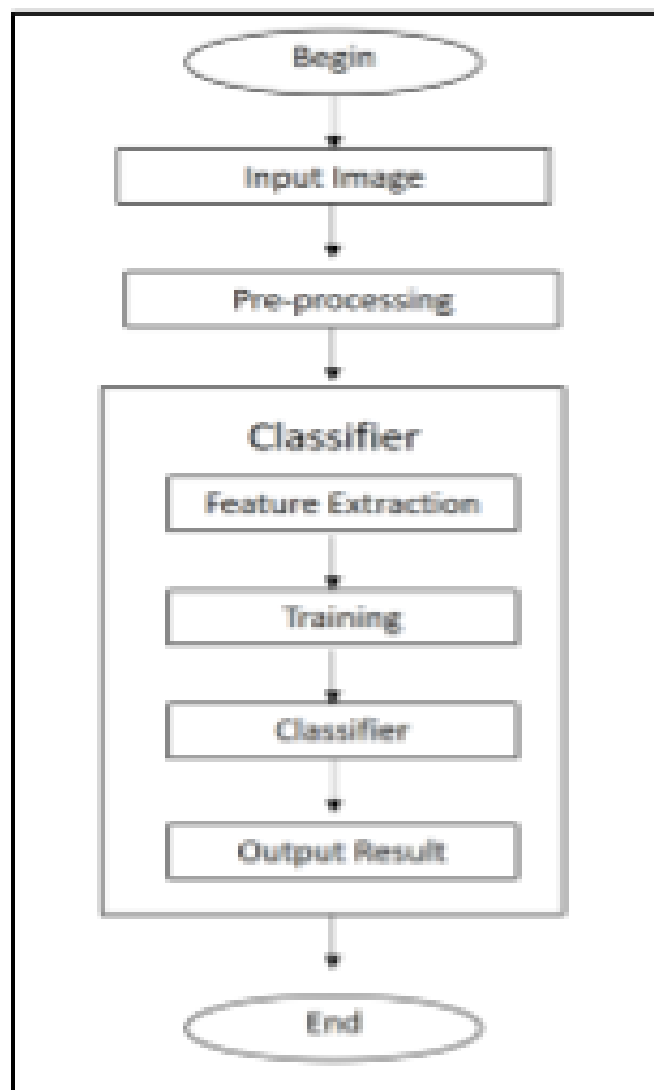 Begin
Input Image
Pre-processing
Classifier
Feature Extraction
Training
Classifier
Output Result
End